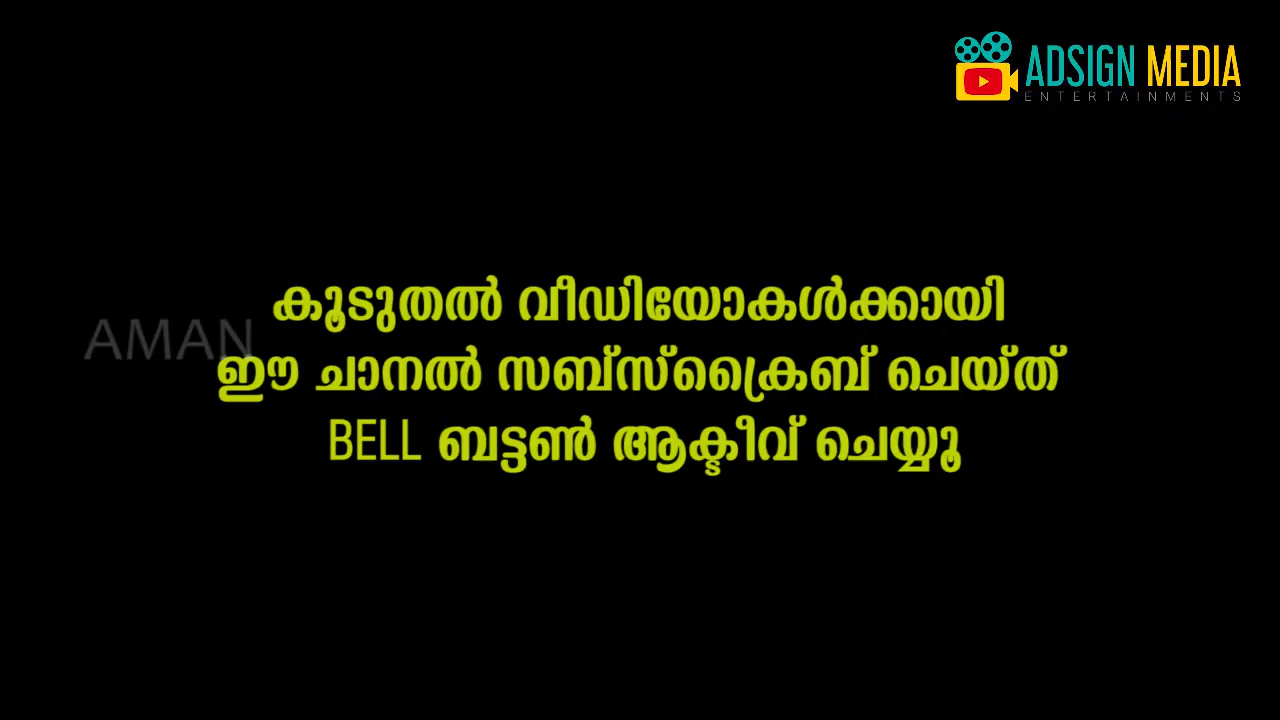 ADSIGN MEDIA
ENTERTAINMENTS
AMAN
കൂടുതൽ വീഡിയോകൾക്കായി
ഈ ചാനൽ സബ്സ്ക്രൈബ് ചെയ്ത്
BELL ബട്ടൺ ആക്ടീവ് ചെയ്യൂ